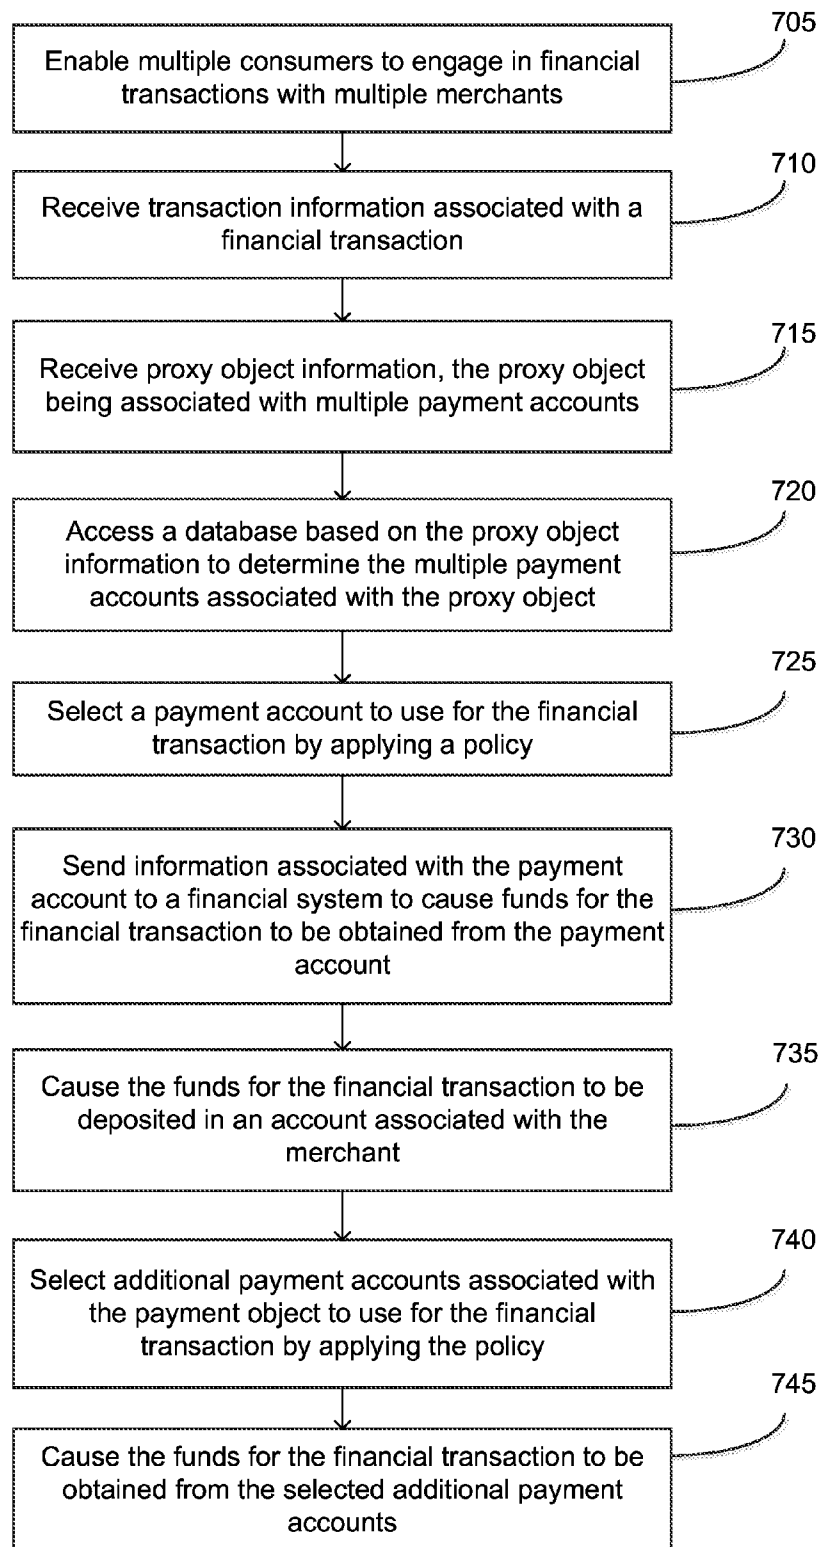 705
Enable multiple consumers to engage in financial
transactions with multiple merchants
710
Receive transaction information associated with a
financial transaction
715
Receive proxy object information, the proxy object
being associated with multiple payment accounts
720
Access a database based on the proxy object
information to determine the multiple payment
accounts associated with the proxy object
725
Select a payment account to use for the financial
transaction by applying a policy
730
Send information associated with the payment
account to a financial system to cause funds for the
financial transaction to be obtained from the payment
account
735
Cause the funds for the financial transaction to be
deposited in an account associated with the
merchant
740
Select additional payment accounts associated with
the payment object to use for the financial
transaction by applying the policy
745
Cause the funds for the financial transaction to be
obtained from the selected additional payment
accounts